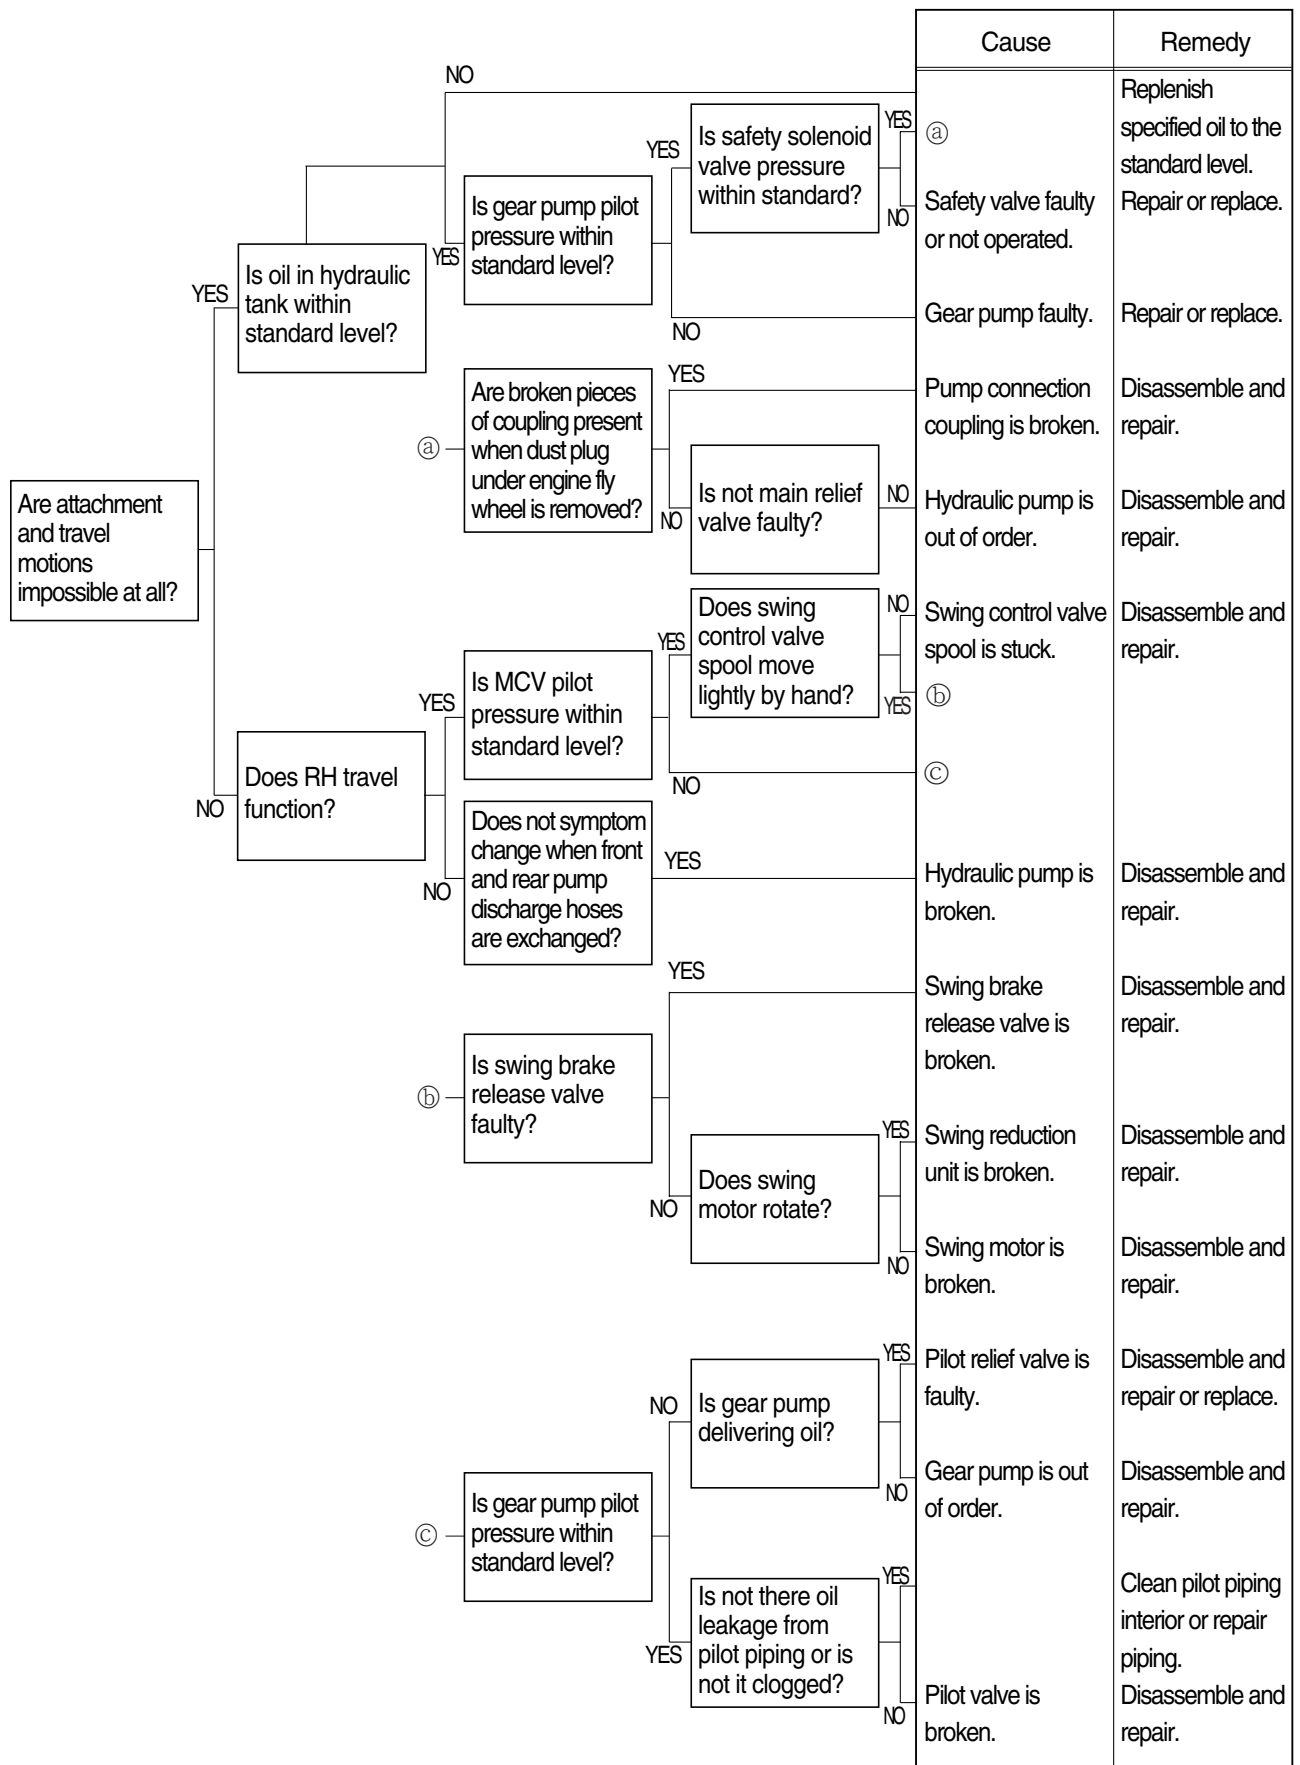 Cause
Remedy
NO
Replenish
specified oil to the
standard level.
YES
Is safety solenoid
valve pressure
within standard?
YES
ⓐ
NO
Safety valve faulty
or not operated.
Repair or replace.
Is gear pump pilot
pressure within
standard level?
YES
NO
Gear pump faulty.
Repair or replace.
YES
Is oil in hydraulic
tank within
standard level?
ⓐ
Are broken pieces
of coupling present
when dust plug
under engine fly
wheel is removed?
YES
Pump connection
coupling is broken.
Disassemble and
repair.
NO
Is not main relief
valve faulty?
NO
Hydraulic pump is
out of order.
Disassemble and
repair.
Are attachment
and travel
motions
impossible at all?
YES
Does swing
control valve
spool move
lightly by hand?
NO
Swing control valve
spool is stuck.
Disassemble and
repair.
YES
ⓑ
YES
Is MCV pilot
pressure within
standard level?
NO
ⓒ
NO
Does RH travel
function?
NO
Does not symptom
change when front
and rear pump
discharge hoses
are exchanged?
YES
Hydraulic pump is
broken.
Disassemble and
repair.
ⓑ
Is swing brake
release valve
faulty?
YES
Swing brake
release valve is
broken.
Disassemble and
repair.
NO
Does swing
motor rotate?
YES
Swing reduction
unit is broken.
Disassemble and
repair.
NO
Swing motor is
broken.
Disassemble and
repair.
ⓒ
Is gear pump pilot
pressure within
standard level?
NO
Is gear pump
delivering oil?
YES
Pilot relief valve is
faulty.
Disassemble and
repair or replace.
NO
Gear pump is out
of order.
Disassemble and
repair.
YES
Is not there oil
leakage from
pilot piping or is
not it clogged?
YES
Clean pilot piping
interior or repair
piping.
NO
Pilot valve is
broken.
Disassemble and
repair.